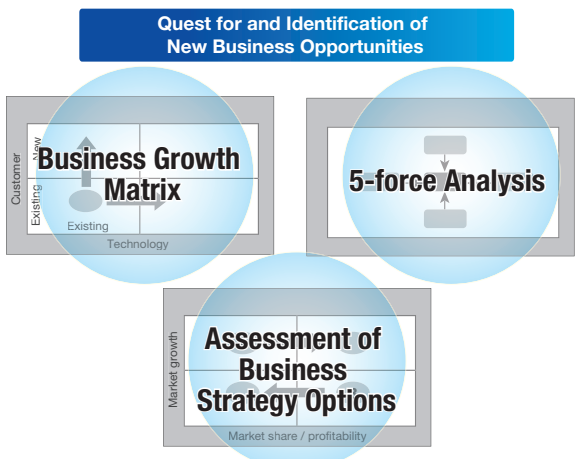 Quest for and Identification of
New Business Opportunities
Customer
Existing
New
Business Growth
Matrix
Existing
Technology
5-force Analysis
Market growth
Assessment of
Business
Strategy Options
Market share / profitability